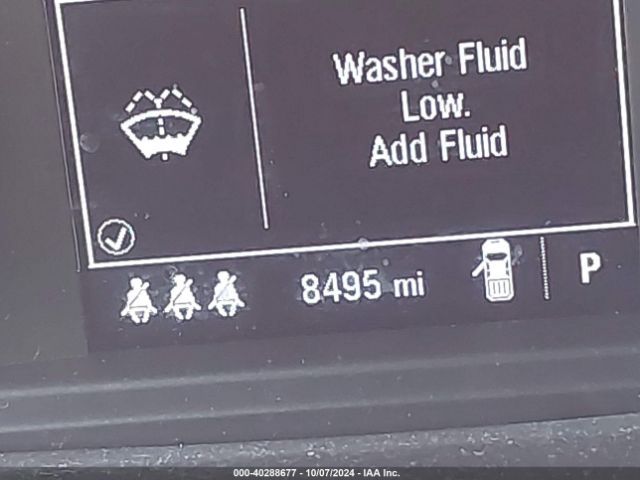 Washer Fluid
Low.
Add Fluid
8495 mi
P
000-40288677 - 10/07/2024 - IAA Inc.